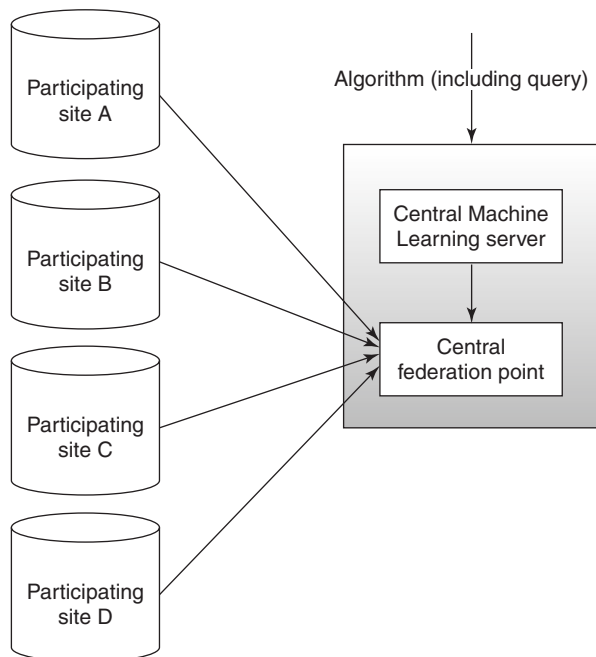 Participating
site A
Participating
site B
Participating
site C
Participating
site D
Algorithm (including query)
Central Machine
Learning server
Central
federation point